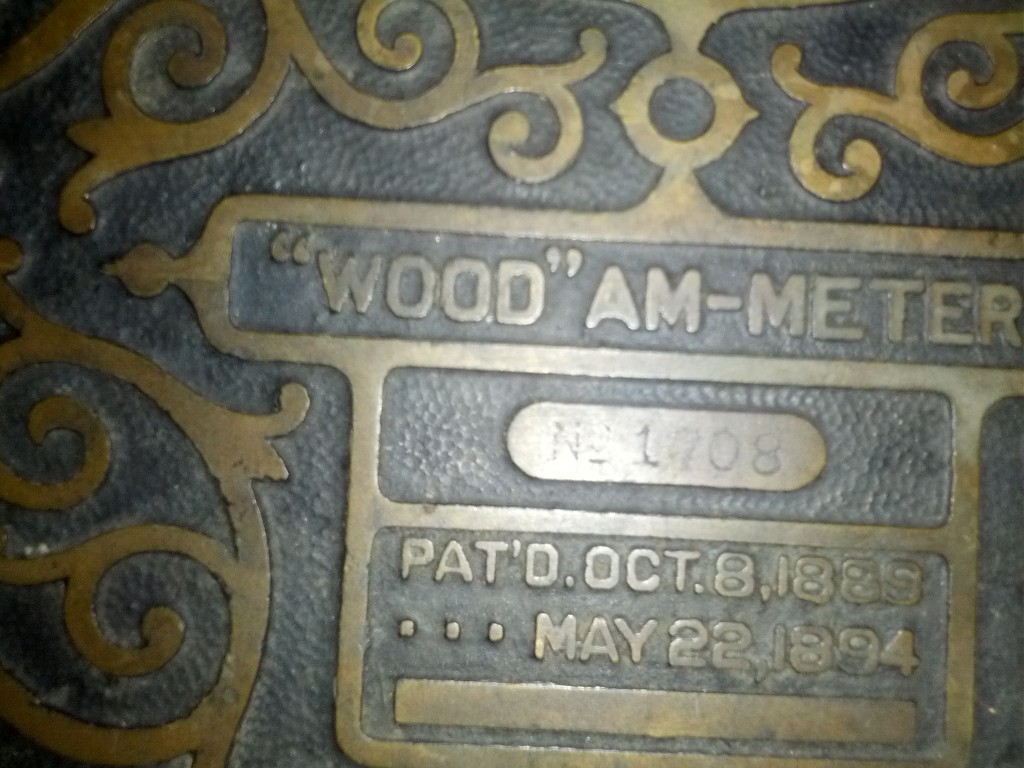 "WOOD" AM-METER
No 1708
PAT'D. OCT. 8, 1889
... MAY 22, 1894